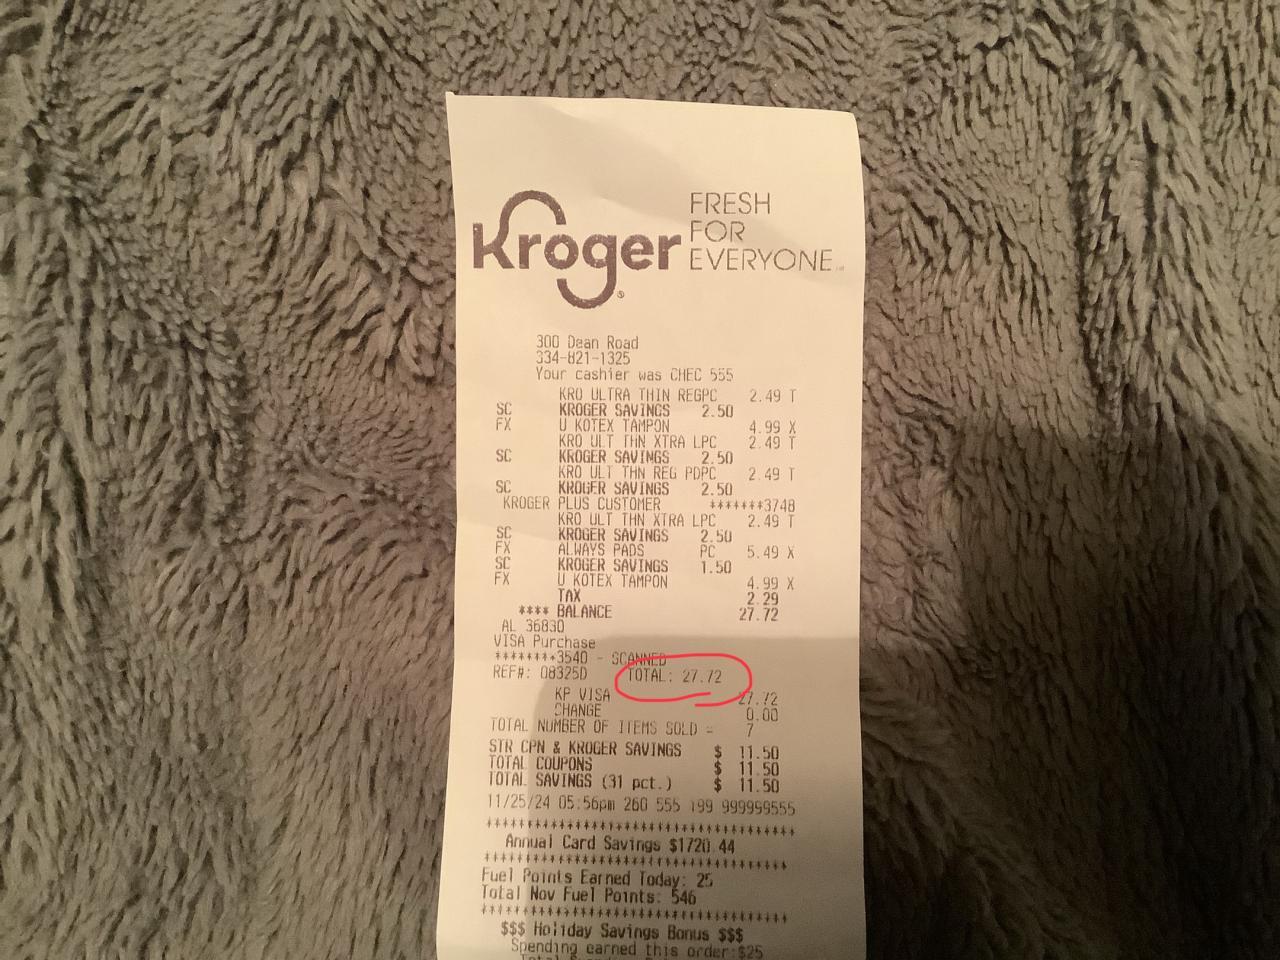 Kroger
FRESH
FOR
EVERYONE
300 Dean Road
334-821-1325
Your cashier was CHEC 555
KRO ULTRA THIN REGPC 2.49 T
SC KROGER SAVINGS 2.50
FX U KOTEX TAMPON 4.99 X
KRO ULT THN XTRA LPC 2.49 T
SC KROGER SAVINGS 2.50
KRO ULT THN REG PDPC 2.49 T
SC KROGER SAVINGS 2.50
KROGER PLUS CUSTOMER *******3748
KRO ULT THN XTRA LPC 2.49 T
SC KROGER SAVINGS 2.50
FX ALWAYS PADS PC 5.49 X
SC KROGER SAVINGS 1.50
FX U KOTEX TAMPON 4.99 X
TAX 2.29
**** BALANCE 27.72
AL 36830
VISA Purchase
********3540 - SCANNED
REF#: 08325D TOTAL: 27.72
KP VISA 27.72
CHANGE 0.00
TOTAL NUMBER OF ITEMS SOLD = 7
STR CPN & KROGER SAVINGS $ 11.50
TOTAL COUPONS $ 11.50
TOTAL SAVINGS (31 pct.) $ 11.50
11/25/24 05:56pm 260 555 199 999999555
Annual Card Savings $1720.44
Fuel Points Earned Today: 25
Total Nov Fuel Points: 546
$$$ Holiday Savings Bonus $$$
Spending earned this order:$25